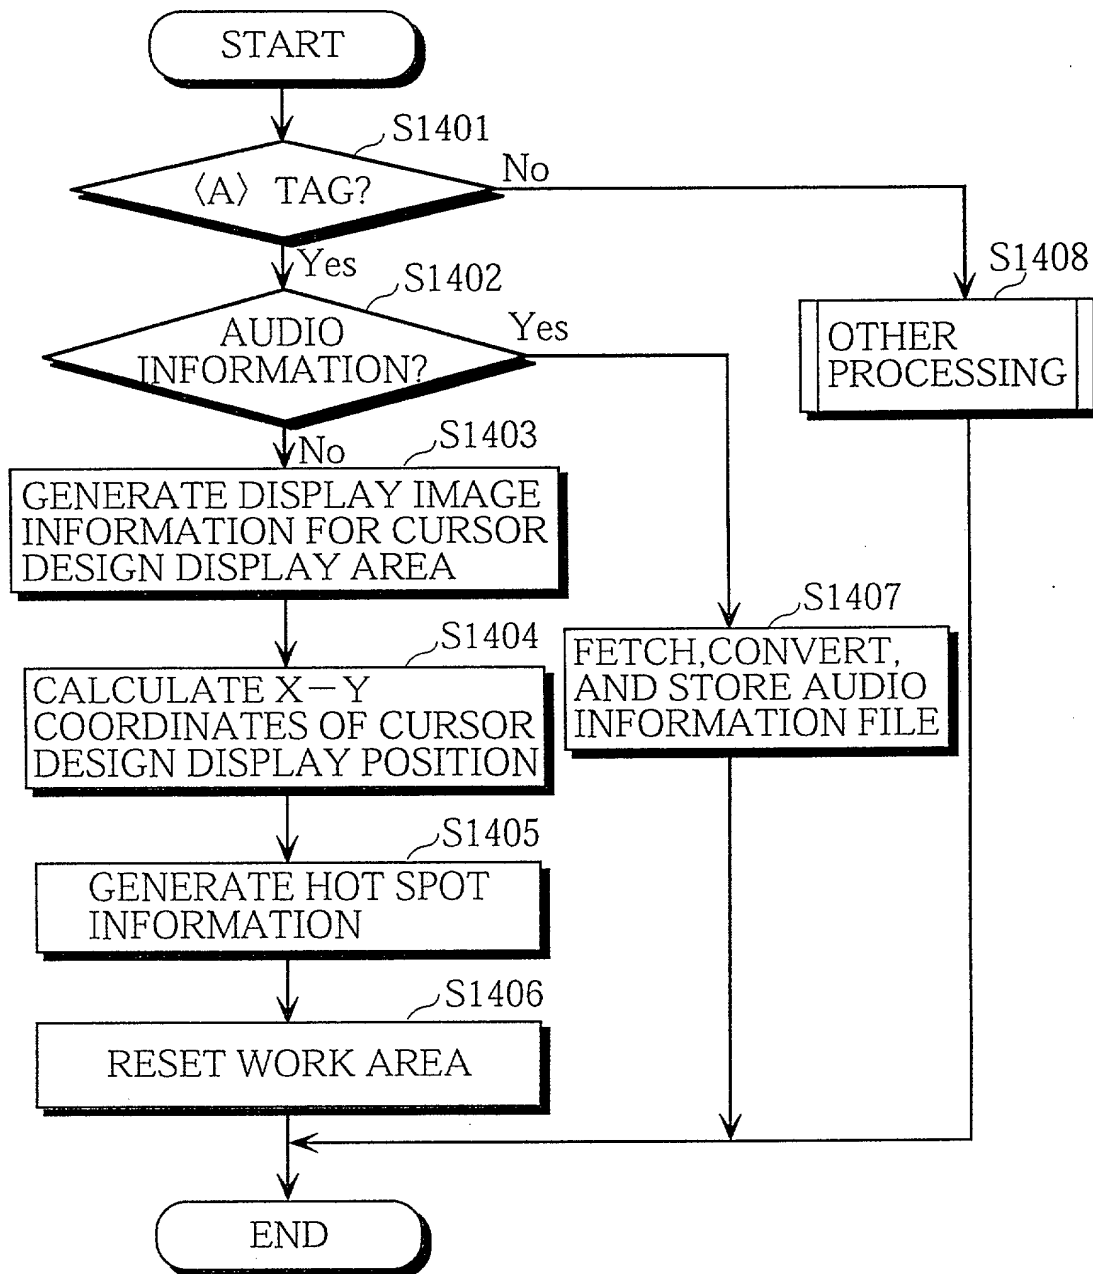 START
S1401
〈A〉 TAG?
No
Yes
S1402
AUDIO
INFORMATION?
Yes
S1408
OTHER
PROCESSING
No
S1403
GENERATE DISPLAY IMAGE
INFORMATION FOR CURSOR
DESIGN DISPLAY AREA
S1407
FETCH,CONVERT,
AND STORE AUDIO
INFORMATION FILE
S1404
CALCULATE X－Y
COORDINATES OF CURSOR
DESIGN DISPLAY POSITION
S1405
GENERATE HOT SPOT
INFORMATION
S1406
RESET WORK AREA
END